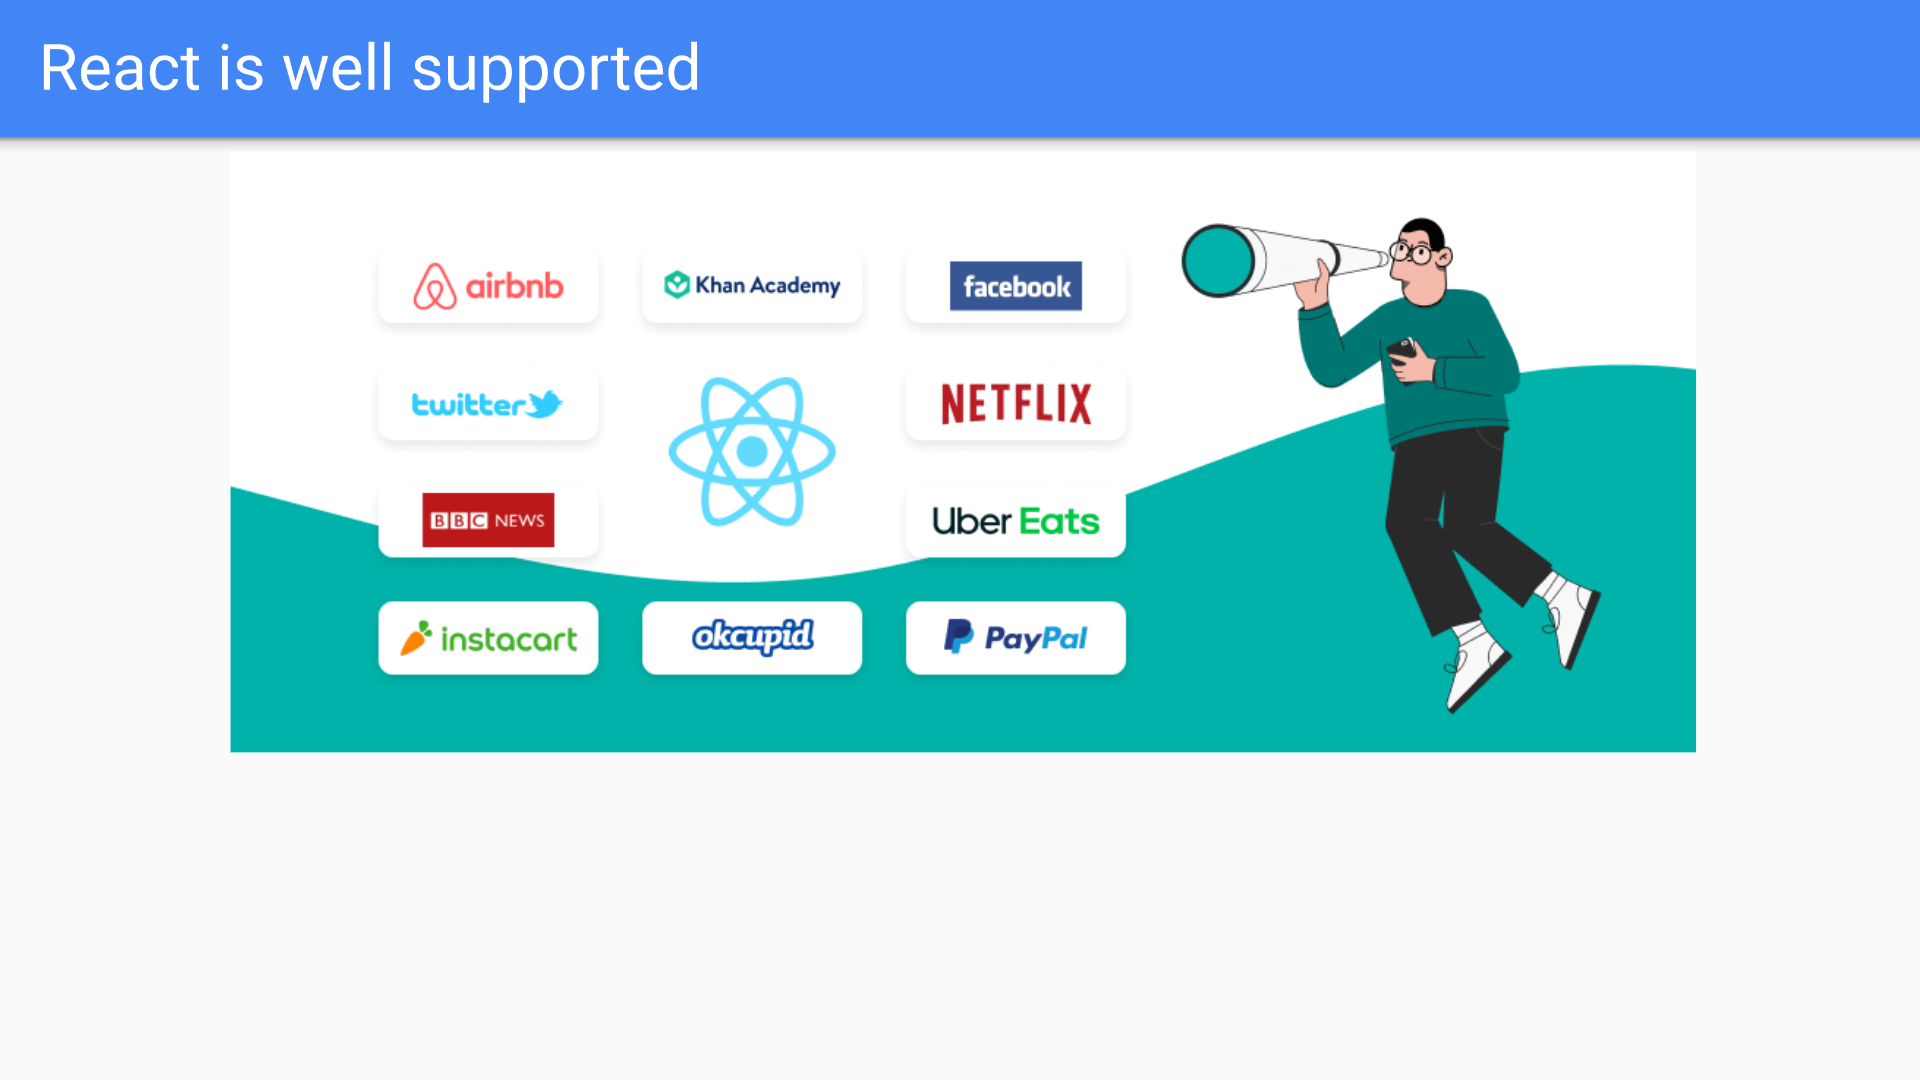 React is well supported
airbnb
Khan Academy
facebook
twitter
NETFLIX
BBC NEWS
Uber Eats
instacart
okcupid
PayPal